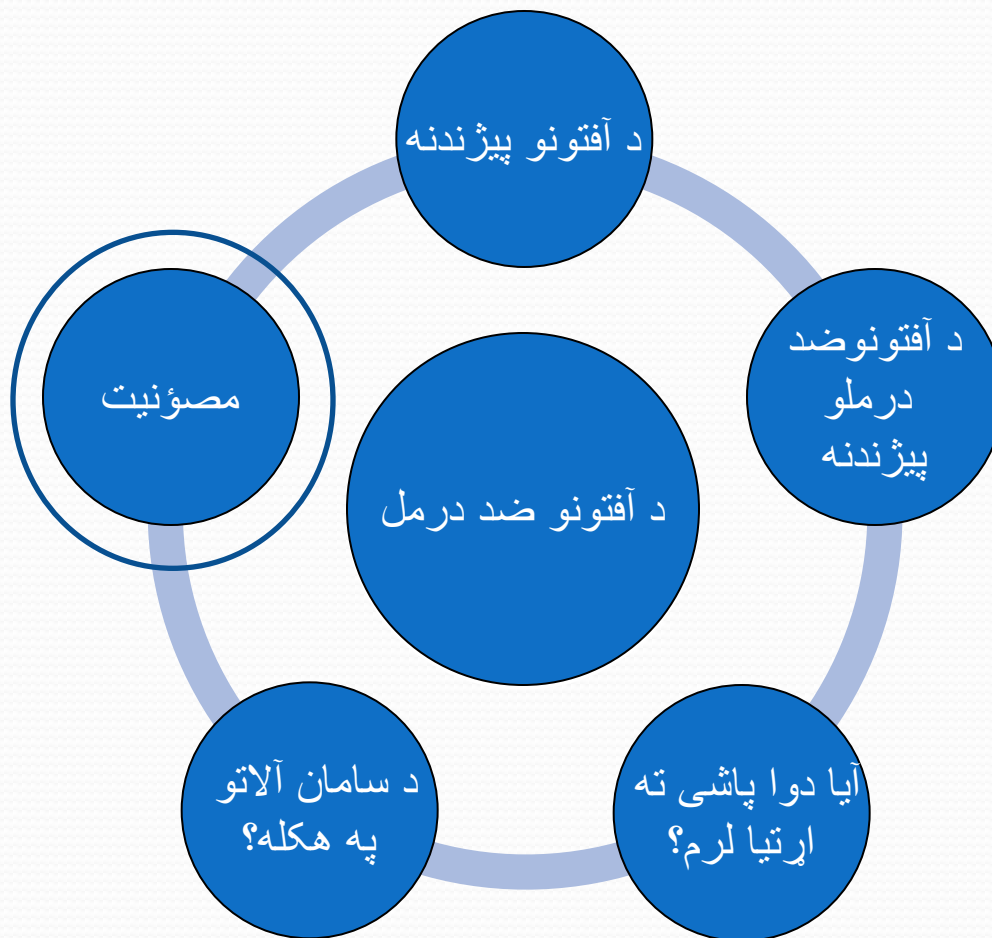 د آفتونو پیژندنه
د آفتونوضد
درملو
پیژندنه
مصؤنیت
د آفتونو ضد درمل
آیا دوا پاشی ته
اړتیا لرم؟
د سامان آلاتو
په هکله؟